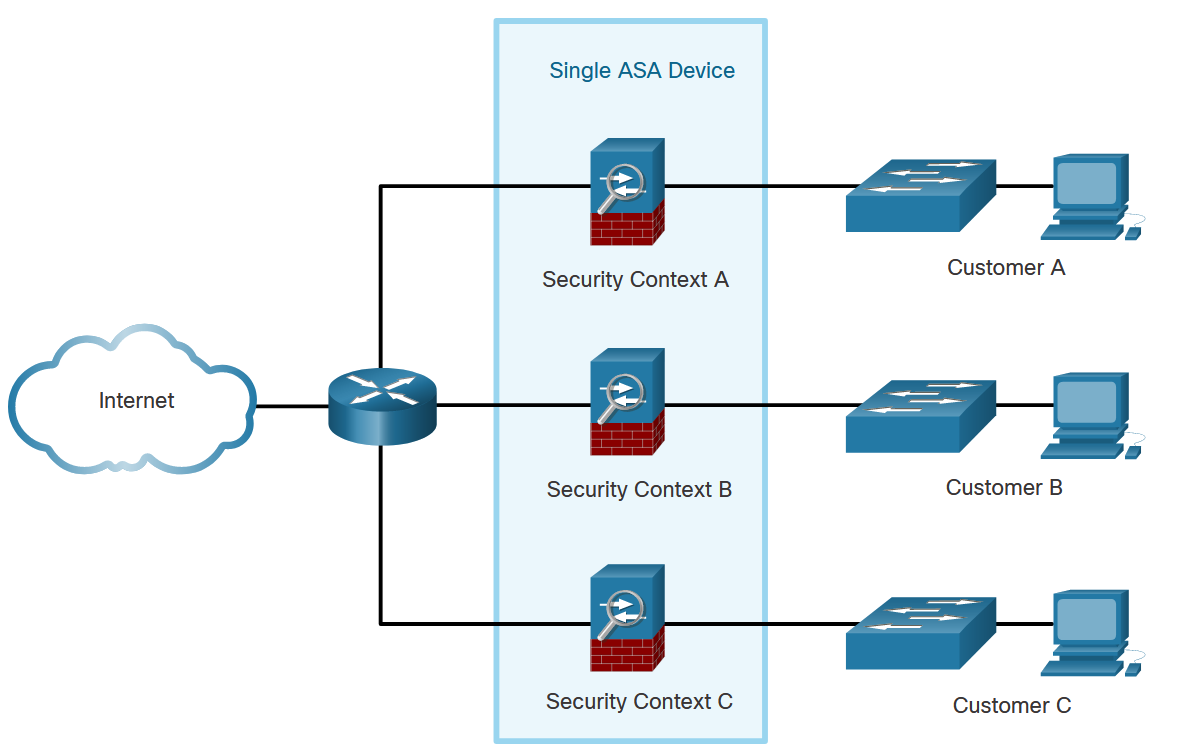 Single ASA Device
Security Context A
Customer A
Internet
Security Context B
Customer B
Security Context C
Customer C